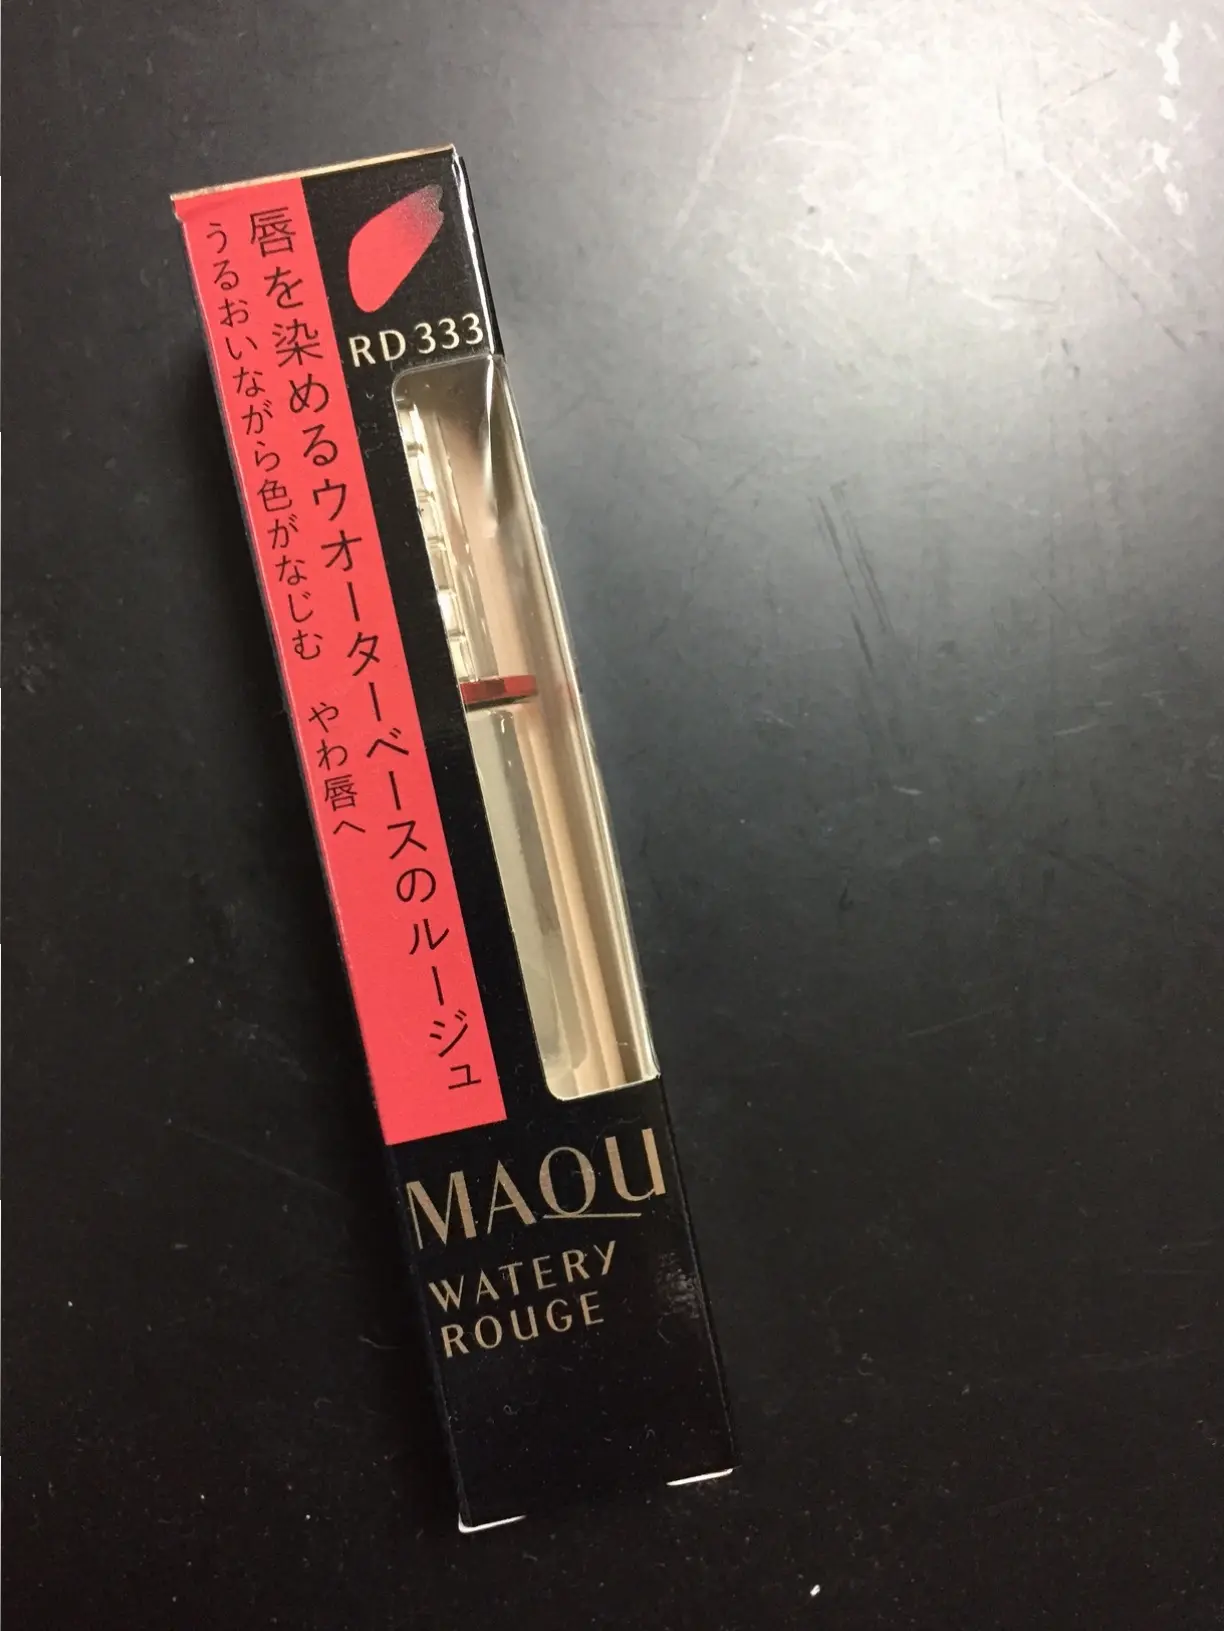 唇を染めるウオーターベースのルージュ
うるおいながら色がなじむ やわ唇へ
RD333
MAQU
WATERY
ROUGE